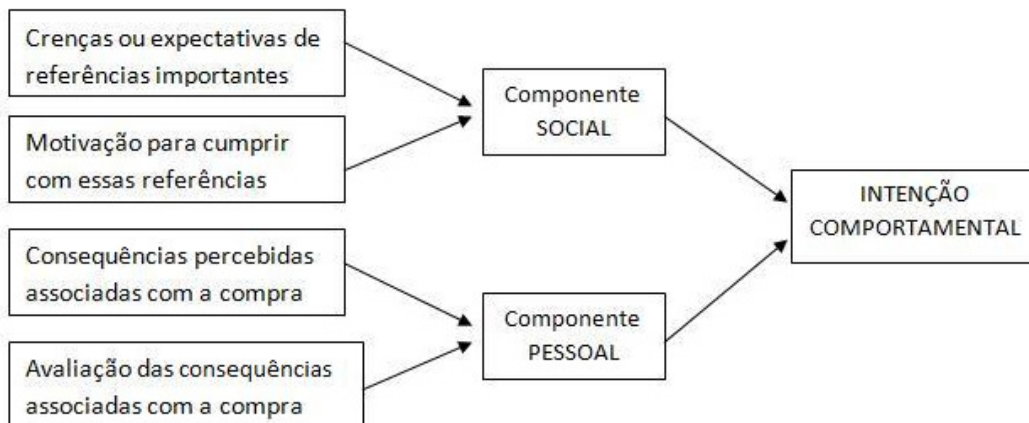 Crenças ou expectativas de
referências importantes
Motivação para cumprir
com essas referências
Consequências percebidas
associadas com a compra
Avaliação das consequências
associadas com a compra
Componente
SOCIAL
Componente
PESSOAL
INTENÇÃO
COMPORTAMENTAL